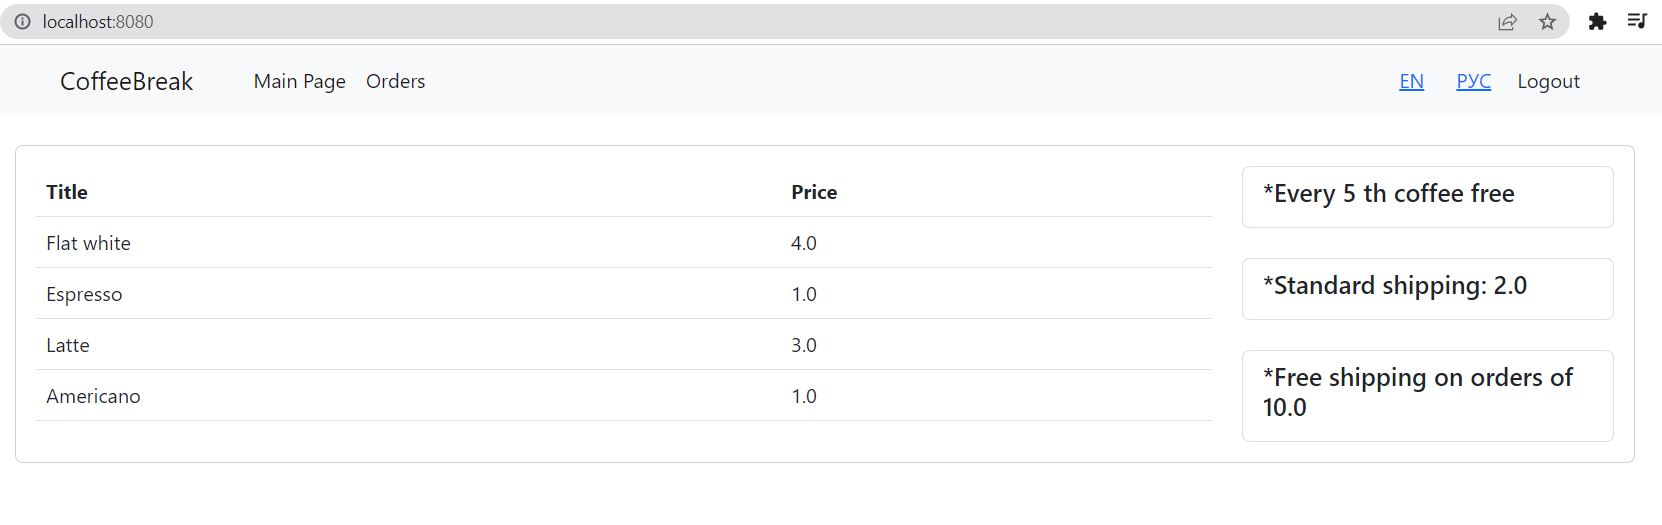 localhost:8080
CoffeeBreak Main Page Orders EN РУС Logout
Title Price
Flat white 4.0
Espresso 1.0
Latte 3.0
Americano 1.0
*Every 5 th coffee free
*Standard shipping: 2.0
*Free shipping on orders of
10.0